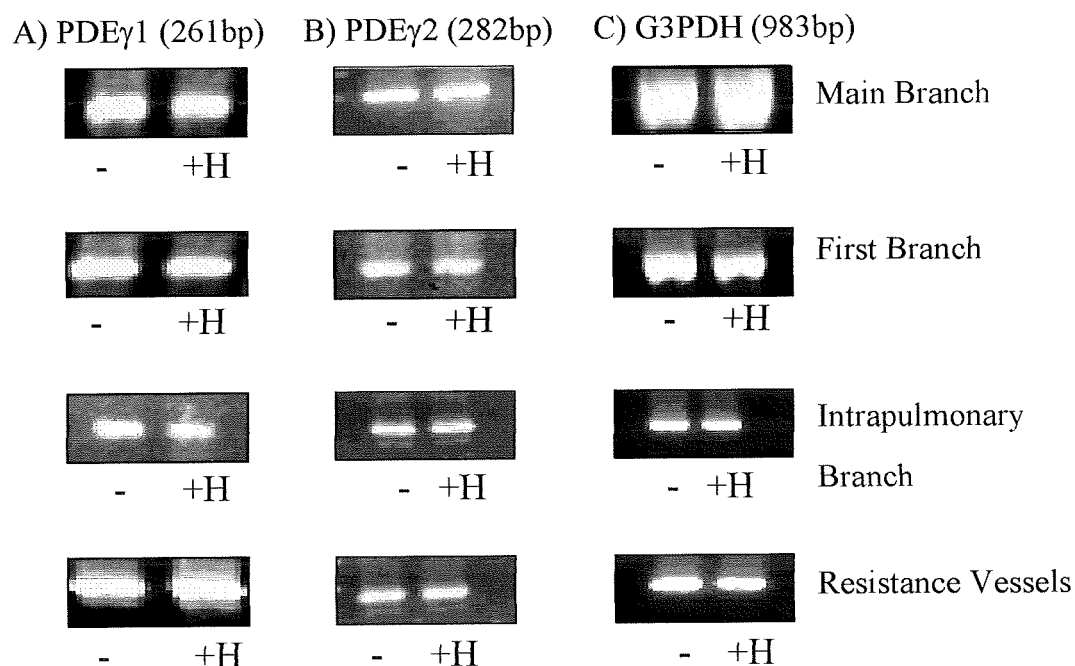 A) PDEγ1 (261bp) B) PDEγ2 (282bp) C) G3PDH (983bp)
Main Branch
- +H - +H - +H
First Branch
- +H - +H - +H
Intrapulmonary
Branch
- +H - +H - +H
Resistance Vessels
- +H - +H - +H